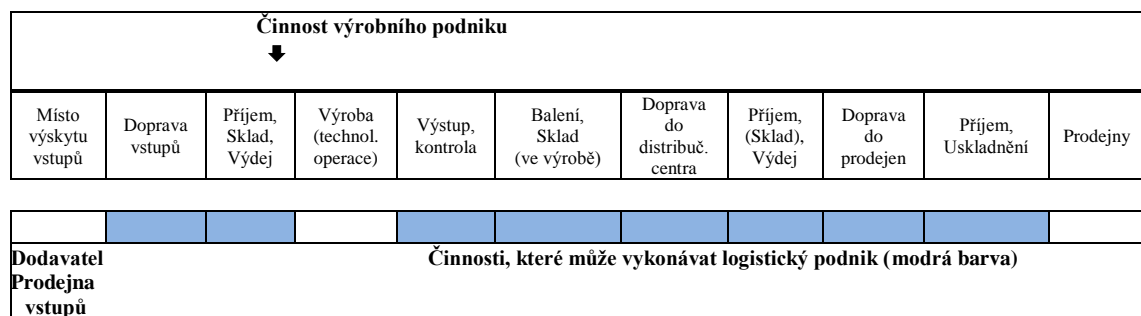 Činnost výrobního podniku
Místo
výskytu
vstupů
Doprava
vstupů
Příjem,
Sklad,
Výdej
Výroba
(technol.
operace)
Výstup,
kontrola
Balení,
Sklad
(ve výrobě)
Doprava
do
distribuč.
centra
Příjem,
(Sklad),
Výdej
Doprava
do
prodejen
Příjem,
Uskladnění
Prodejny
Dodavatel
Prodejna
vstupů
Činnosti, které může vykonávat logistický podnik (modrá barva)